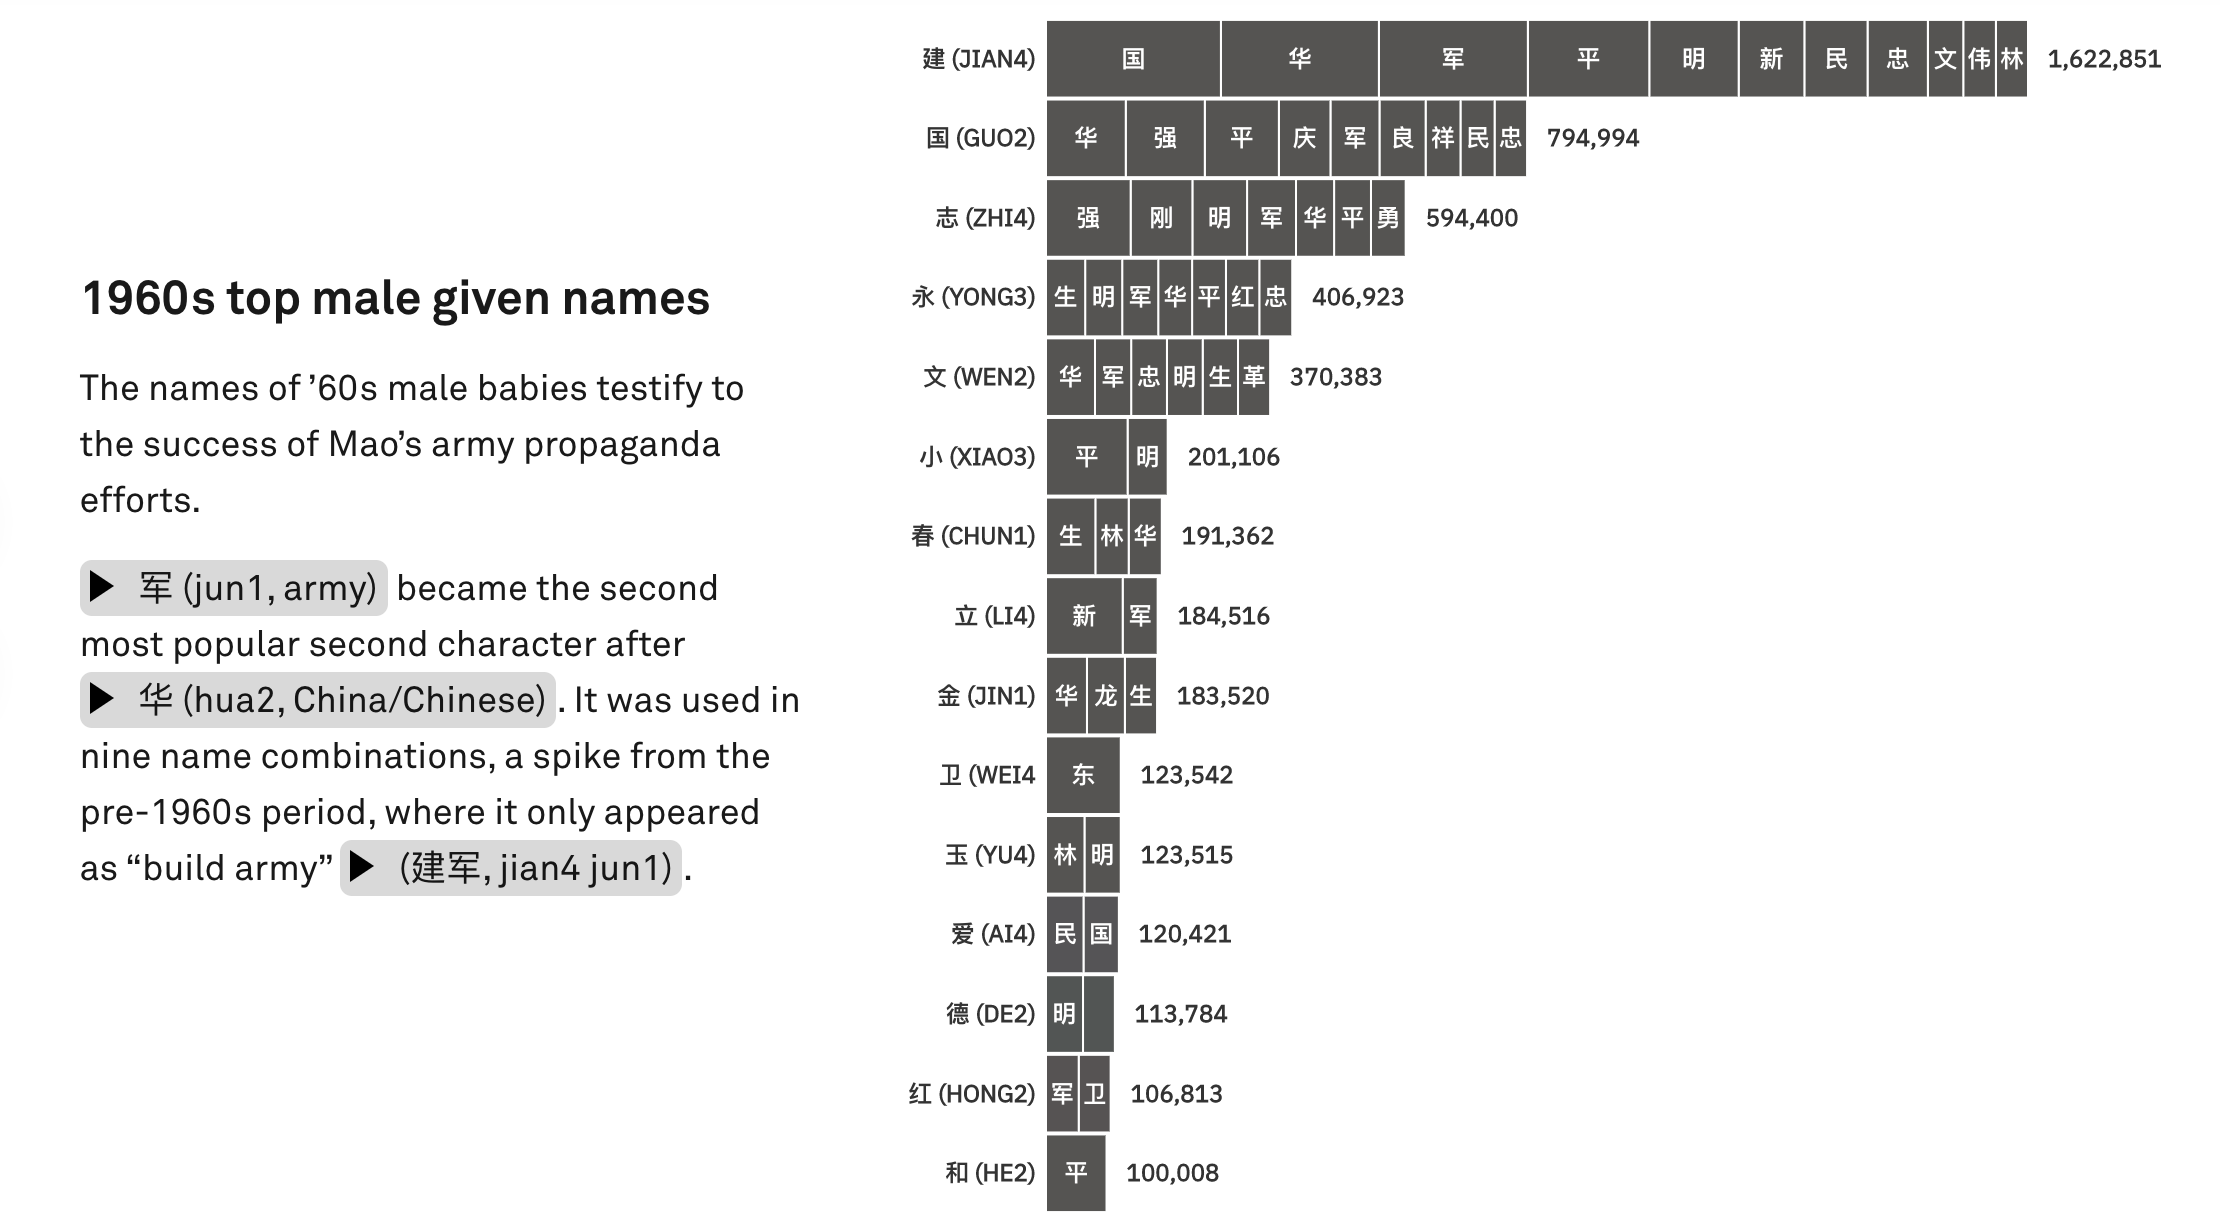 1960s top male given names
The names of ’60s male babies testify to
the success of Mao’s army propaganda
efforts.
▶ 军 (jun1, army) became the second
most popular second character after
▶ 华 (hua2, China/Chinese) . It was used in
nine name combinations, a spike from the
pre-1960s period, where it only appeared
as “build army” ▶ (建军, jian4 jun1) .
建 (JIAN4) 国 华 军 平 明 新 民 忠 文 伟 林 1,622,851
国 (GUO2) 华 强 平 庆 军 良 祥 民 忠 794,994
志 (ZHI4) 强 刚 明 军 华 平 勇 594,400
永 (YONG3) 生 明 军 华 平 红 忠 406,923
文 (WEN2) 华 军 忠 明 生 革 370,383
小 (XIAO3) 平 明 201,106
春 (CHUN1) 生 林 华 191,362
立 (LI4) 新 军 184,516
金 (JIN1) 华 龙 生 183,520
卫 (WEI4 东 123,542
玉 (YU4) 林 明 123,515
爱 (AI4) 民 国 120,421
德 (DE2) 明 113,784
红 (HONG2) 军 卫 106,813
和 (HE2) 平 100,008